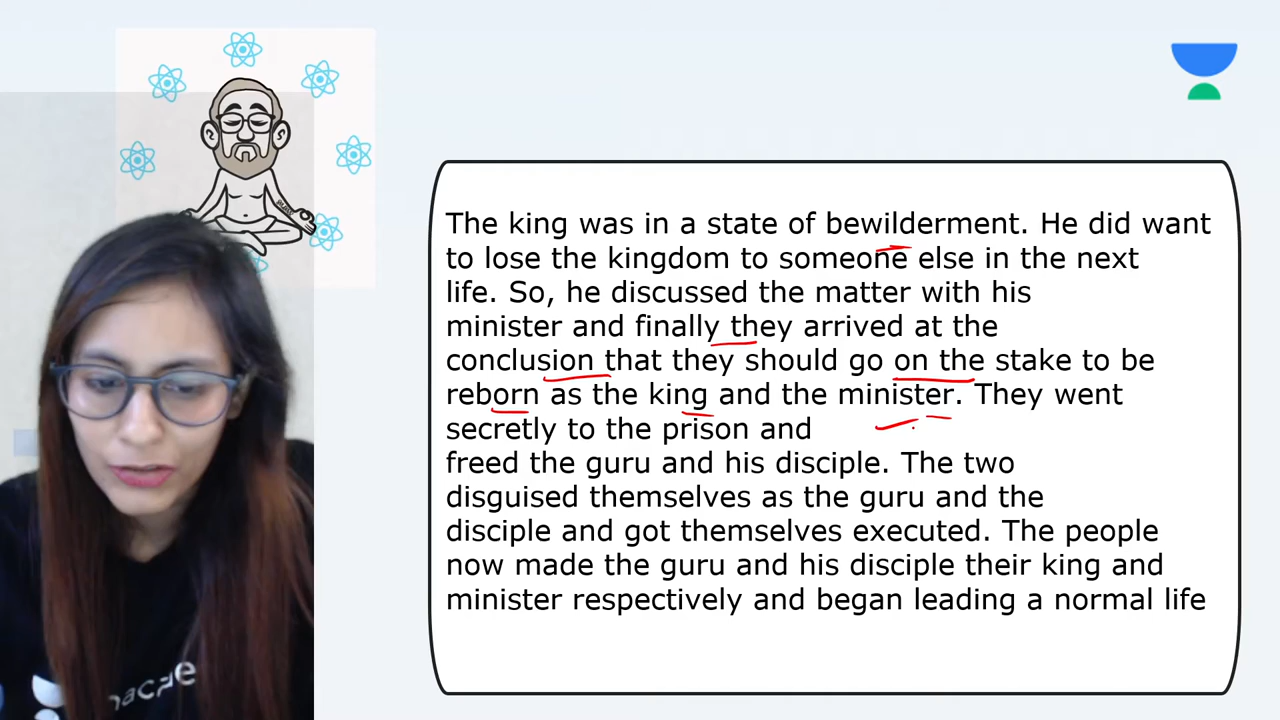 The king was in a state of bewilderment. He did want
to lose the kingdom to someone else in the next
life. So, he discussed the matter with his
minister and finally they arrived at the
conclusion that they should go on the stake to be
reborn as the king and the minister. They went
secretly to the prison and
freed the guru and his disciple. The two
disguised themselves as the guru and the
disciple and got themselves executed. The people
now made the guru and his disciple their king and
minister respectively and began leading a normal life